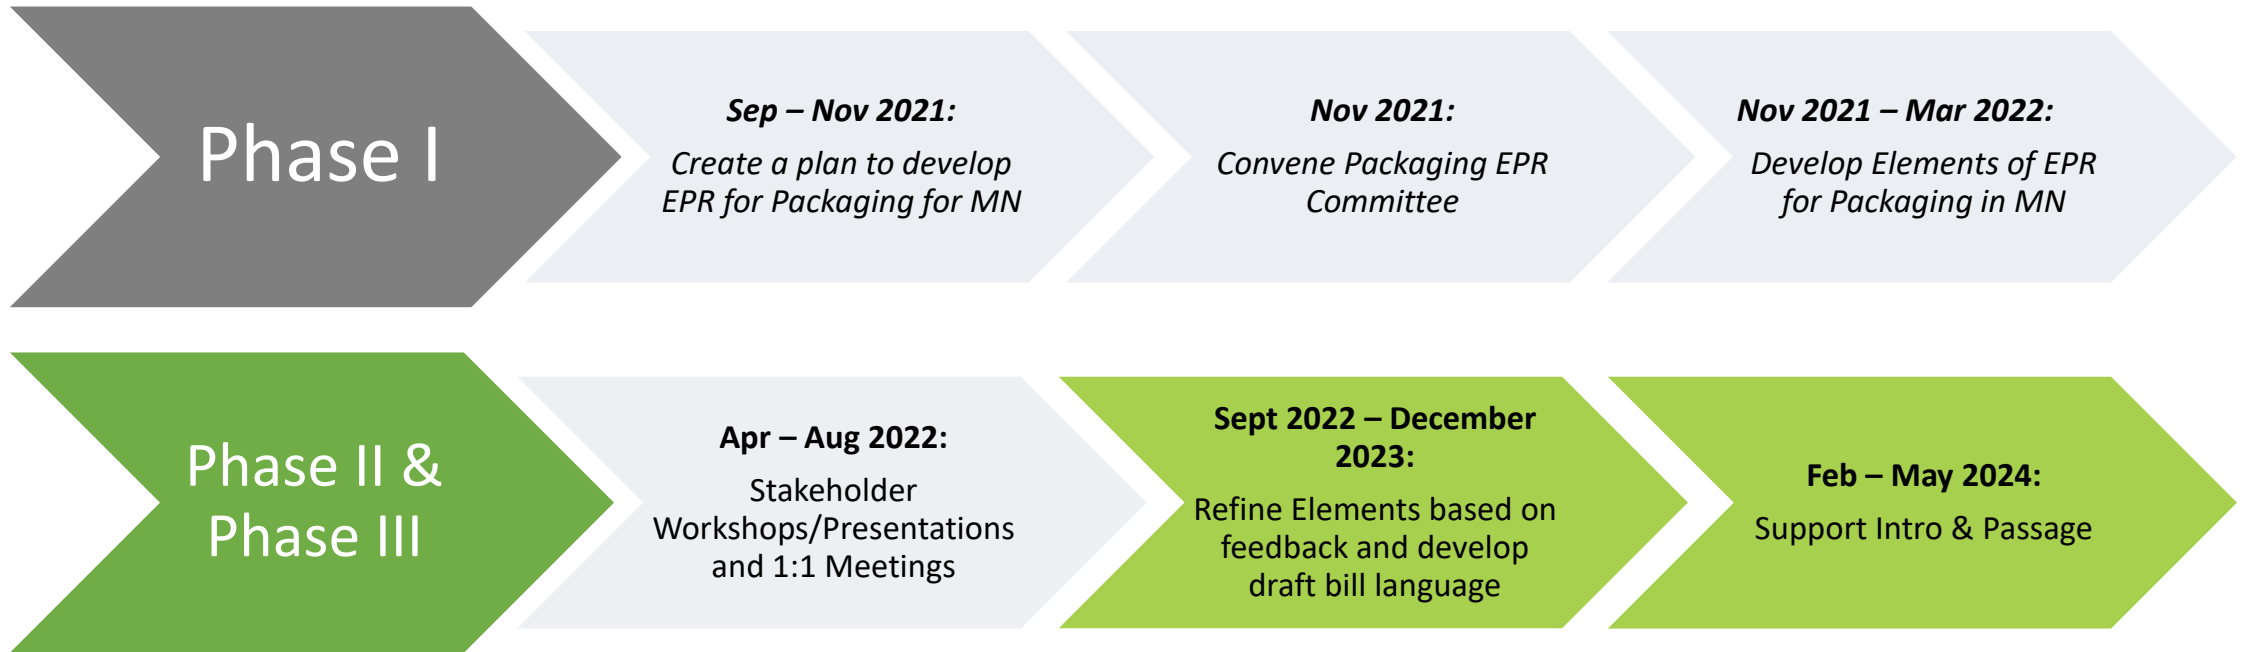 Phase I
Sep – Nov 2021:
Create a plan to develop
EPR for Packaging for MN
Nov 2021:
Convene Packaging EPR
Committee
Nov 2021 – Mar 2022:
Develop Elements of EPR
for Packaging in MN
Phase II &
Phase III
Apr – Aug 2022:
Stakeholder
Workshops/Presentations
and 1:1 Meetings
Sept 2022 – December
2023:
Refine Elements based on
feedback and develop
draft bill language
Feb – May 2024:
Support Intro & Passage